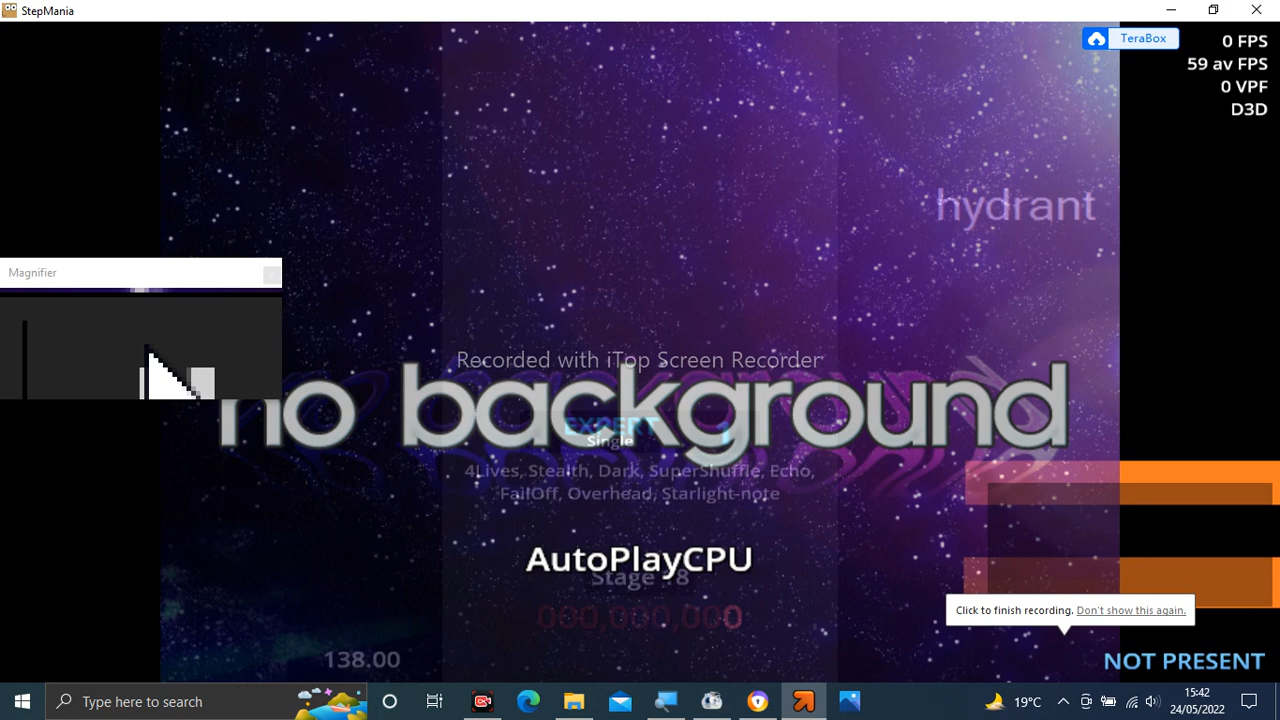 StepMania
TeraBox
0 FPS
59 av FPS
0 VPF
D3D
hydrant
Magnifier
Recorded with iTop Screen Recorder
no background
EXPERT
Single
4Lives, Stealth, Dark, SuperShuffle, Echo,
FailOff, Overhead, Starlight-note
AutoPlayCPU
Stage 18
000,000,000
Click to finish recording. Don't show this again.
138.00
NOT PRESENT
Type here to search
19°C
15:42
24/05/2022